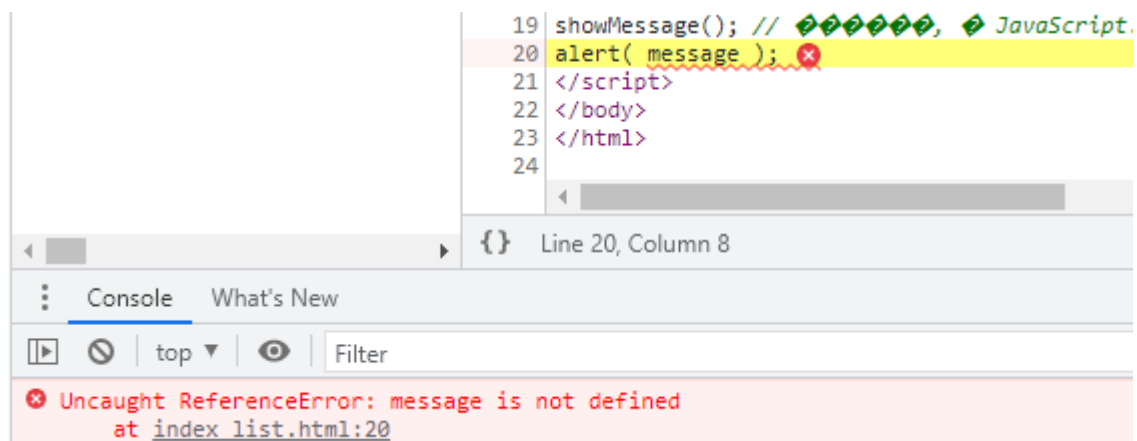 19 showMessage(); // ������, � JavaScript.
20 alert( message );
21 </script>
22 </body>
23 </html>
24
{} Line 20, Column 8
Console What's New
top ▼ Filter
Uncaught ReferenceError: message is not defined
at index list.html:20